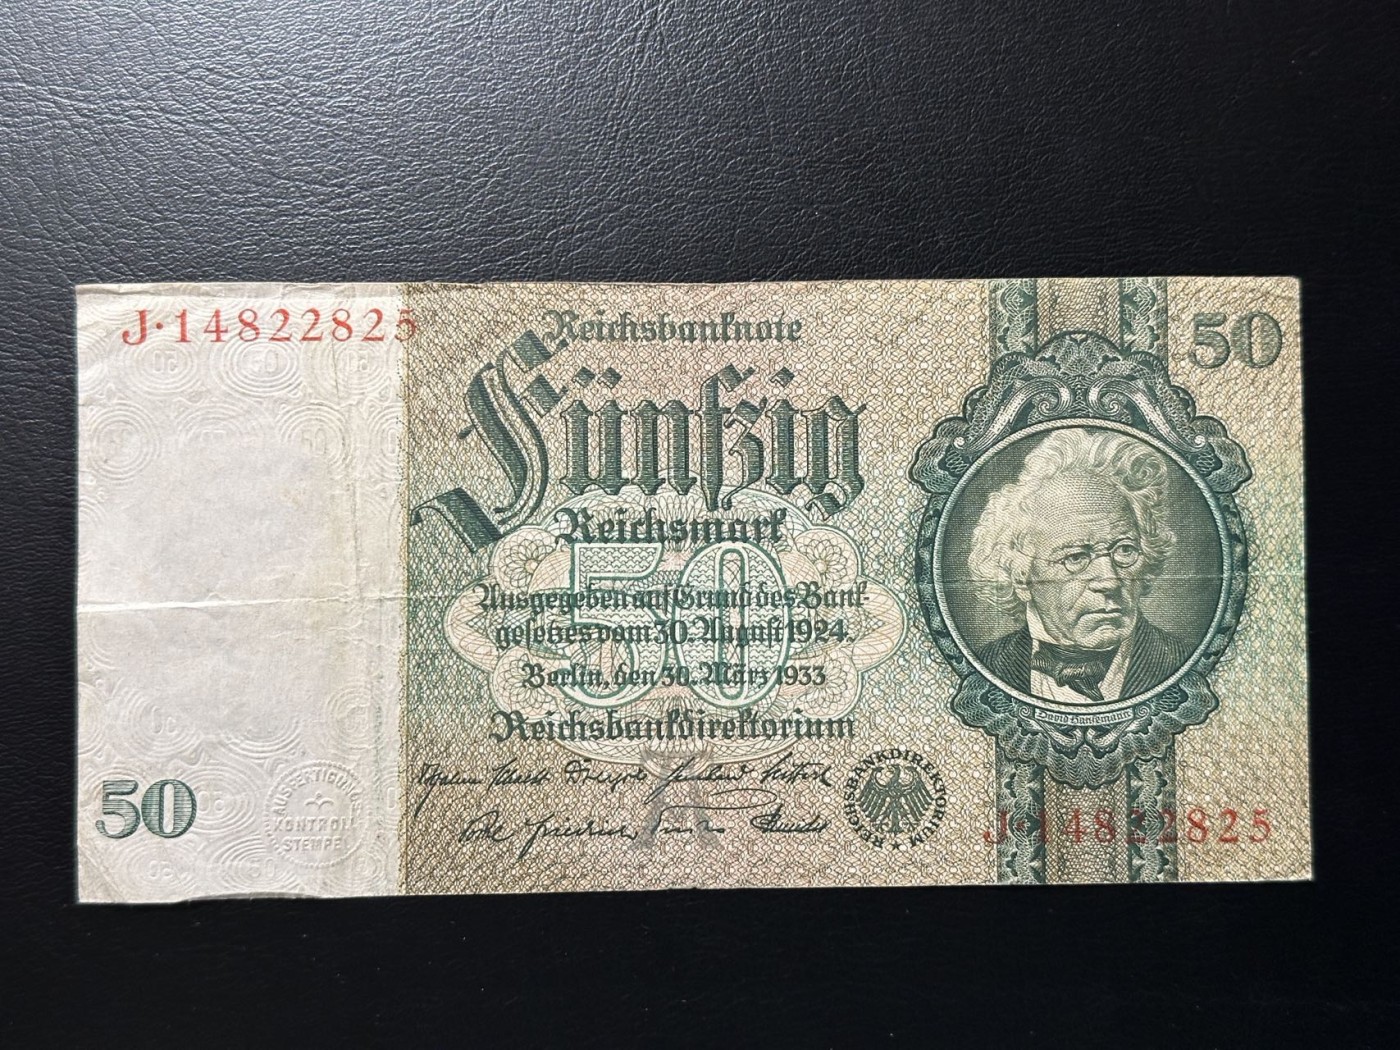 J·14822825
Reichsbanknote
50
Fünfzig
Reichsmark
50
Ausgegeben auf Grund des Bank-
gesetzes vom 30. August 1924.
Berlin, den 30. März 1933
Reichsbankdirektorium
David Hansemann
REICHSBANKDIREKTORIUM
AUSFERTIGUNGS
KONTROLL
STEMPEL
50
J·14822825